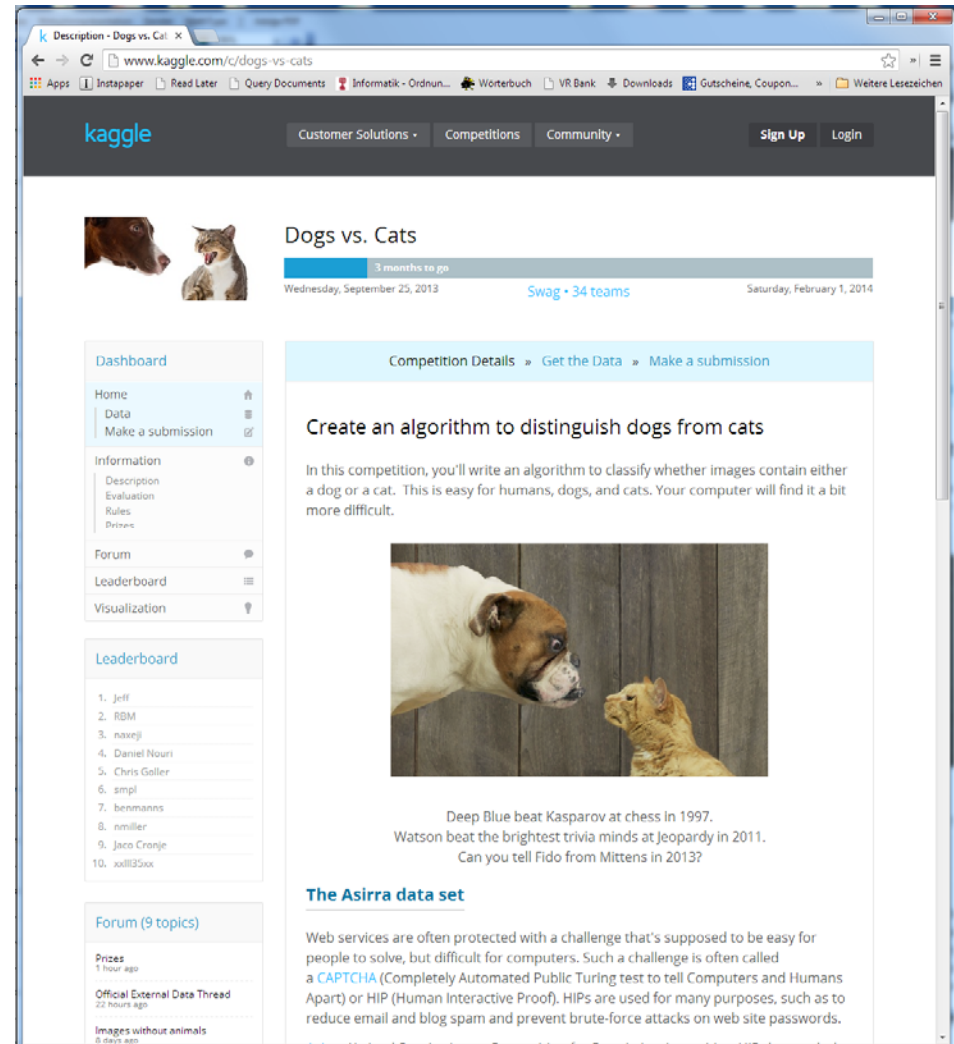 Description - Dogs vs. Cat
www.kaggle.com/c/dogs-vs-cats
Apps Instapaper Read Later Query Documents Informatik - Ordnun... Wörterbuch VR Bank Downloads Gutscheine, Coupon... » Weitere Lesezeichen
kaggle
Customer Solutions Competitions Community
Sign Up Login
Dogs vs. Cats
3 months to go
Wednesday, September 25, 2013
Swag • 34 teams
Saturday, February 1, 2014
Dashboard
Home
Data
Make a submission
Information
Description
Evaluation
Rules
Prizes
Forum
Leaderboard
Visualization
Leaderboard
1. Jeff
2. RBM
3. naxeji
4. Daniel Nouri
5. Chris Goller
6. smpl
7. benmanns
8. nmiller
9. Jaco Cronje
10.
Forum (9 topics)
Prizes
1 hour ago
Official External Data Thread
22 hours ago
Images without animals
8 days ago
Competition Details » Get the Data » Make a submission
Create an algorithm to distinguish dogs from cats
In this competition, you'll write an algorithm to classify whether images contain either
a dog or a cat. This is easy for humans, dogs, and cats. Your computer will find it a bit
more difficult.
Deep Blue beat Kasparov at chess in 1997.
Watson beat the brightest trivia minds at Jeopardy in 2011.
Can you tell Fido from Mittens in 2013?
The Asirra data set
Web services are often protected with a challenge that's supposed to be easy for
people to solve, but difficult for computers. Such a challenge is often called
a CAPTCHA (Completely Automated Public Turing test to tell Computers and Humans
Apart) or HIP (Human Interactive Proof). HIPs are used for many purposes, such as to
reduce email and blog spam and prevent brute-force attacks on web site passwords.